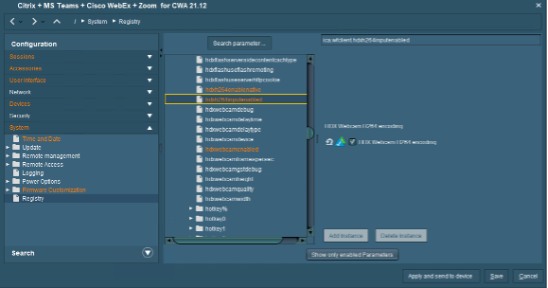 Citrix + MS Teams + Cisco WebEx + Zoom for CWA 21.12
/ ▸ System ▸ Registry
Configuration
Sessions
Accessories
User Interface
Network
Devices
Security
System
Time and Date
Update
Remote management
Remote Access
Logging
Power Options
Firmware Customization
Registry
Search
Search parameter...
hdxflashserversidecontentcachetype
hdxflashuseflashremoting
hdxflashuseserverhttpcookie
hdxh264enablenative
hdxh264inputenabled
hdxwebcamdebug
hdxwebcamdelaytime
hdxwebcamdelaytype
hdxwebcamdevice
hdxwebcamenabled
hdxwebcamframespersec
hdxwebcamgstdebug
hdxwebcamheight
hdxwebcamquality
hdxwebcamwidth
hotkey%
hotkey0
hotkey1
ica.wfclient.hdxh264inputenabled
HDX Webcam H264 encoding
HDX Webcam H264 encoding
Add Instance
Delete Instance
Show only enabled Parameters
Apply and send to device
Save
Cancel